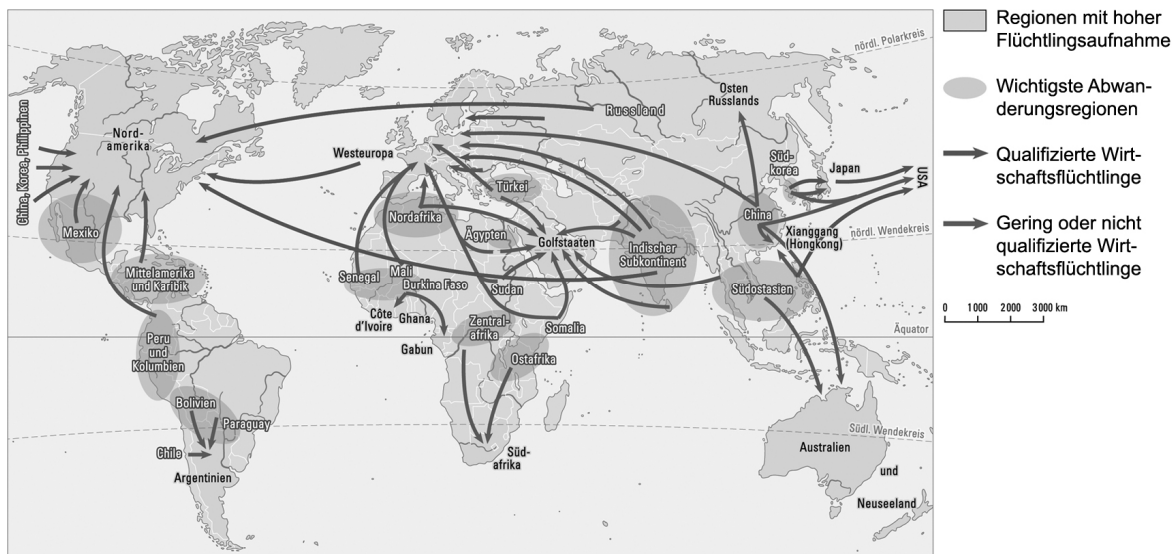 nördl. Polarkreis
Osten
Russlands
Russland
Nord-
amerika
China, Korea, Philippinen
Westeuropa
Süd-
korea
Japan
USA
Türkei
Nordafrika
China
Mexiko
Ägypten
Golfstaaten
Indischer
Subkontinent
Xianggang
(Hongkong)
nördl. Wendekreis
Mittelamerika
und Karibik
Senegal
Mali
Durkina Faso
Sudan
Südostasien
Côte
d'Ivoire
Ghana
Zentral-
afrika
Somalia
Äquator
Gabun
Ostafrika
Peru
und
Kolumbien
Bolivien
Paraguay
Südl. Wendekreis
Chile
Argentinien
Süd-
afrika
Australien
und
Neuseeland
Regionen mit hoher
Flüchtlingsaufnahme
Wichtigste Abwan-
derungsregionen
Qualifizierte Wirt-
schaftsflüchtlinge
Gering oder nicht
qualifizierte Wirt-
schaftsflüchtlinge
0 1000 2000 3000 km